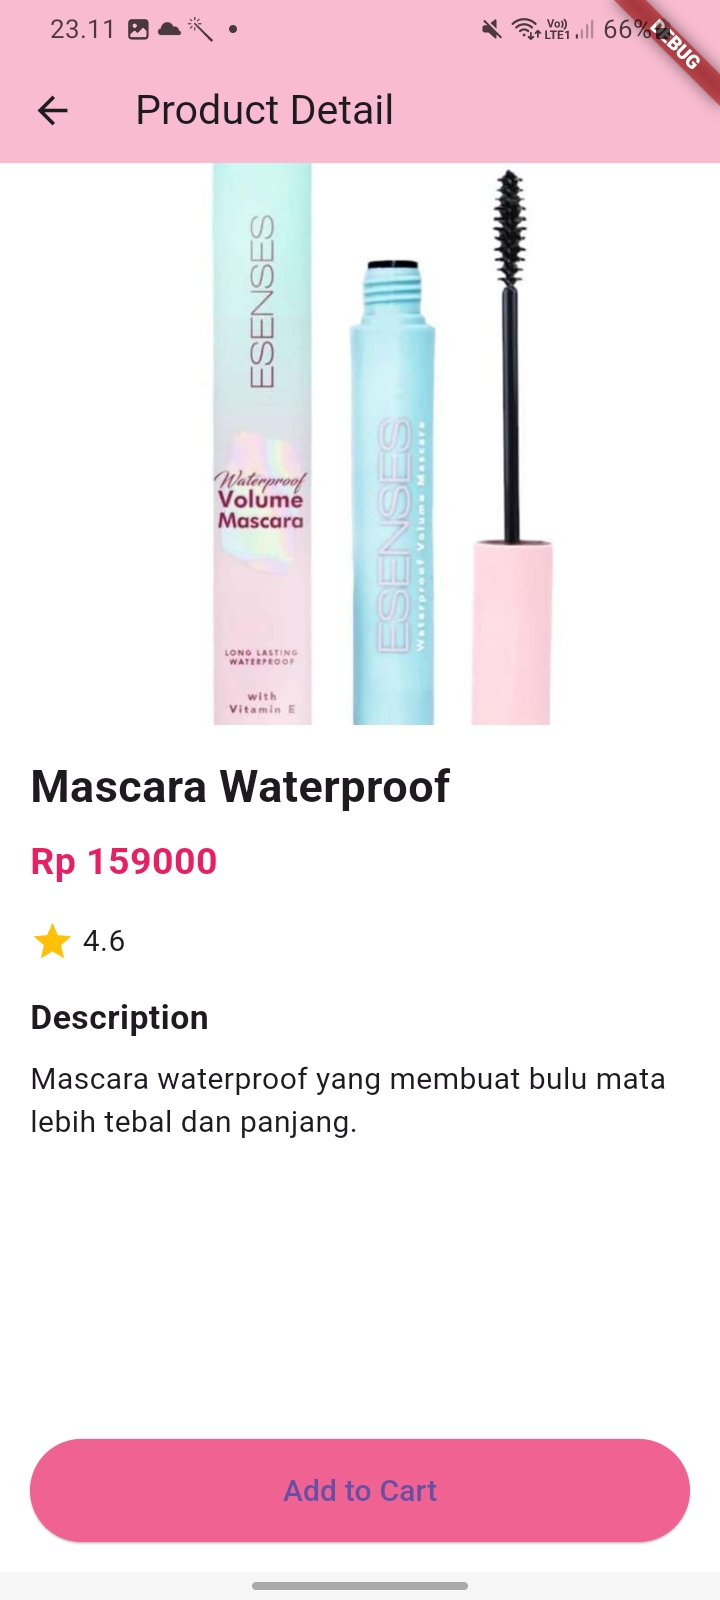 23.11
Vo))
LTE1
66%
DEBUG
Product Detail
ESENSES
Waterproof
Volume
Mascara
LONG LASTING
WATERPROOF
with
Vitamin E
ESENSES
Waterproof Volume Mascara
Mascara Waterproof
Rp 159000
4.6
Description
Mascara waterproof yang membuat bulu mata
lebih tebal dan panjang.
Add to Cart